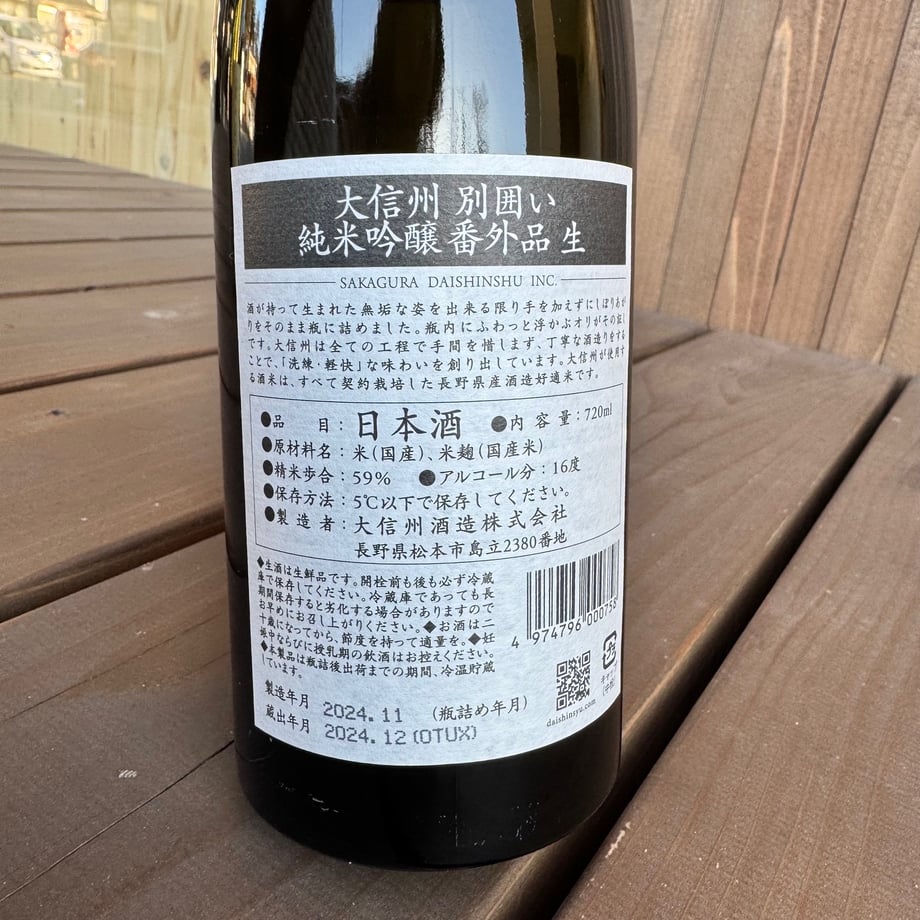 大信州 別囲い
純米吟醸 番外品 生
SAKAGURA DAISHINSHU INC.
酒が持って生まれた無垢な姿を出来る限り手を加えずにしぼりあが
りをそのまま瓶に詰めました。瓶内にふわっと浮かぶオリがその証し
です。大信州は全ての工程で手間を惜しまず、丁寧な酒造りをする
ことで、「洗練・軽快」な味わいを創り出しています。大信州が使用す
る酒米は、すべて契約栽培した長野県産酒造好適米です。
●品 目：日本酒 ●内容量：720ml
●原材料名：米(国産)、米麹(国産米)
●精米歩合：59% ●アルコール分：16度
●保存方法：5℃以下で保存してください。
●製造者：大信州酒造株式会社
長野県松本市島立2380番地
◆生酒は生鮮品です。開栓前も後も必ず冷蔵
庫で保存してください。冷蔵庫であっても長
期間保存すると劣化する場合がありますので
お早めにお召し上がりください。◆お酒は二
十歳になってから、節度を持って適量を。◆妊
娠中ならびに授乳期の飲酒はお控えください。
◆本製品は瓶詰後出荷までの期間、冷温貯蔵
しています。
4 974796 000758
キャップ
daishinsyu.com
製造年月 2024.11 (瓶詰め年月)
蔵出年月 2024.12(OTUX)